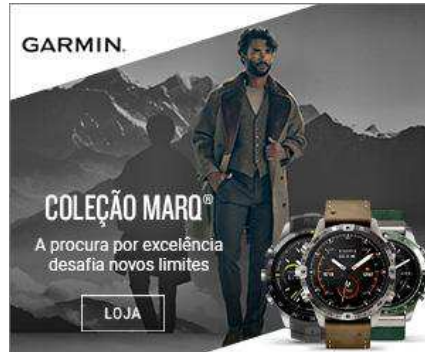 GARMIN.
COLEÇÃO MARQ®
A procura por excelência
desafia novos limites
LOJA